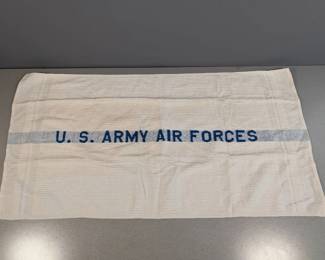 U. S. ARMY AIR FORCES